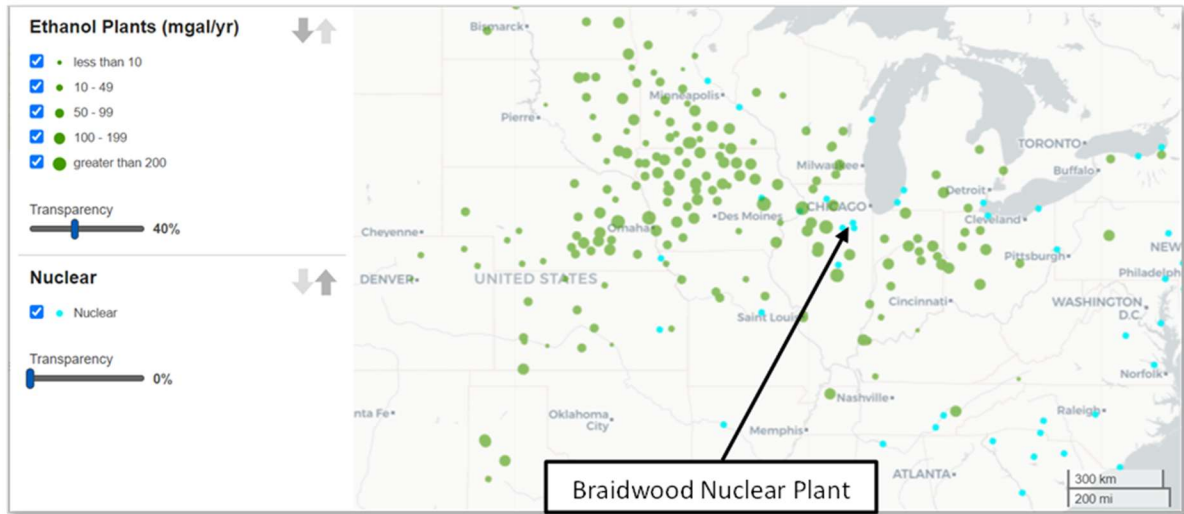 Ethanol Plants (mgal/yr)
less than 10
10 - 49
50 - 99
100 - 199
greater than 200
Transparency
40%
Nuclear
Nuclear
Transparency
0%
Bismarck
Minneapolis
Pierre
TORONTO
Milwaukee
Buffalo
Detroit
CHICAGO
Cleveland
Des Moines
Omaha
Cheyenne
Pittsburgh
NEW
DENVER
UNITED STATES
Philadelph
Cincinnati
WASHINGTON,
D.C.
Saint Louis
Norfolk
Nashville
nta Fe
Oklahoma
City
Raleigh
Memphis
ATLANTA
Braidwood Nuclear Plant
300 km
200 mi